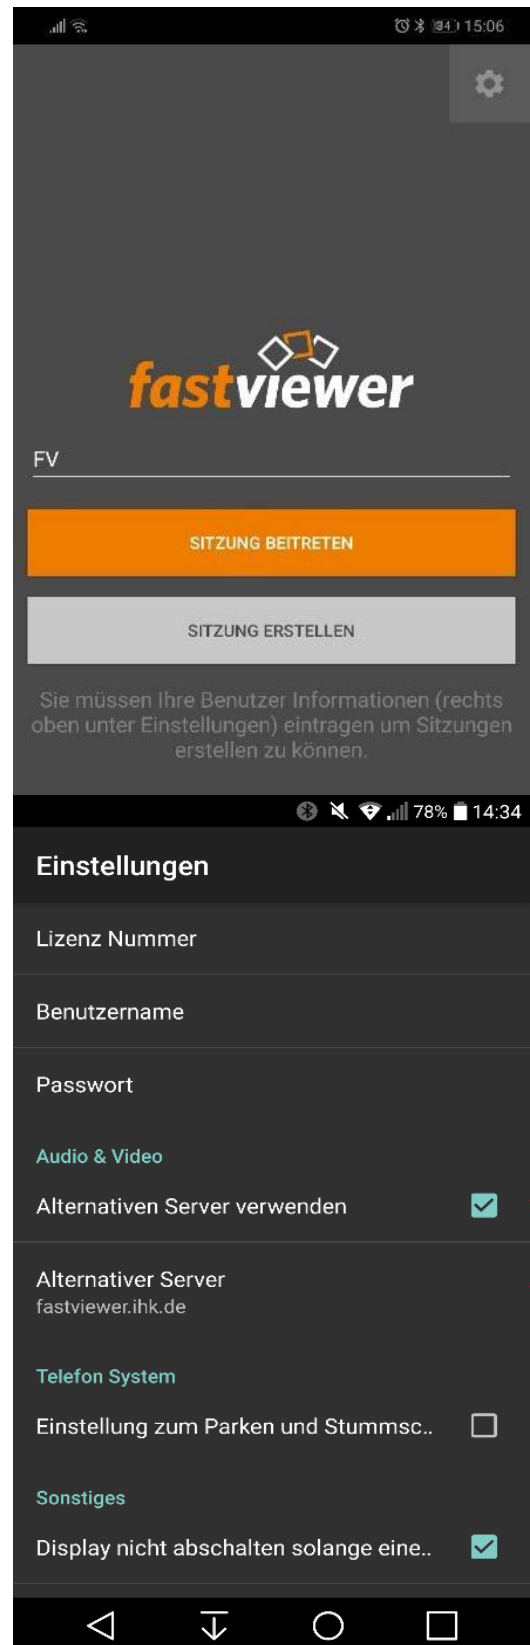 84 15:06
fastviewer
FV
SITZUNG BEITRETEN
SITZUNG ERSTELLEN
Sie müssen Ihre Benutzer Informationen (rechts
oben unter Einstellungen) eintragen um Sitzungen
erstellen zu können.
78% 14:34
Einstellungen
Lizenz Nummer
Benutzername
Passwort
Audio & Video
Alternativen Server verwenden
Alternativer Server
fastviewer.ihk.de
Telefon System
Einstellung zum Parken und Stummsc..
Sonstiges
Display nicht abschalten solange eine..